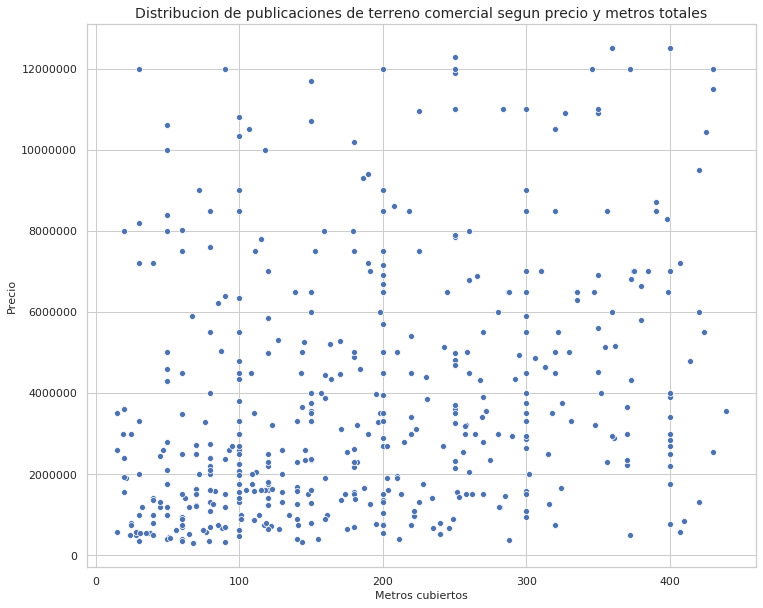 Distribucion de publicaciones de terreno comercial segun precio y metros totales
12000000
10000000
8000000
6000000
4000000
2000000
0
Precio
0 100 200 300 400
Metros cubiertos